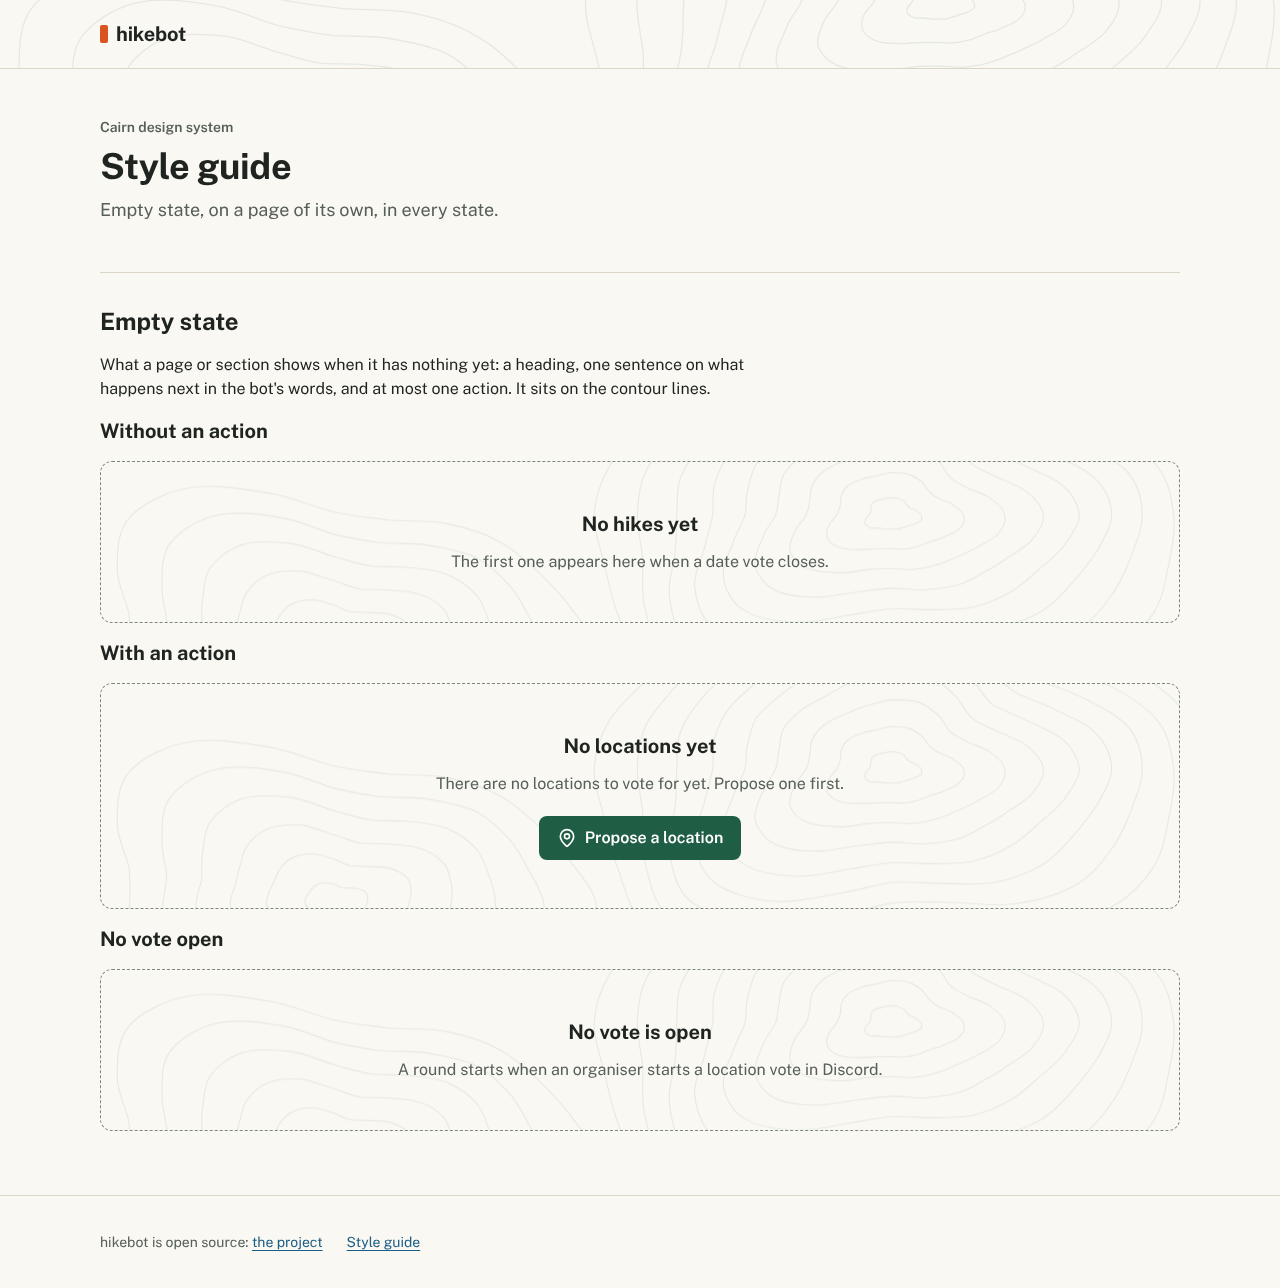 hikebot
Cairn design system
Style guide
Empty state, on a page of its own, in every state.
Empty state
What a page or section shows when it has nothing yet: a heading, one sentence on what
happens next in the bot's words, and at most one action. It sits on the contour lines.
Without an action
No hikes yet
The first one appears here when a date vote closes.
With an action
No locations yet
There are no locations to vote for yet. Propose one first.
Propose a location
No vote open
No vote is open
A round starts when an organiser starts a location vote in Discord.
hikebot is open source: the project Style guide